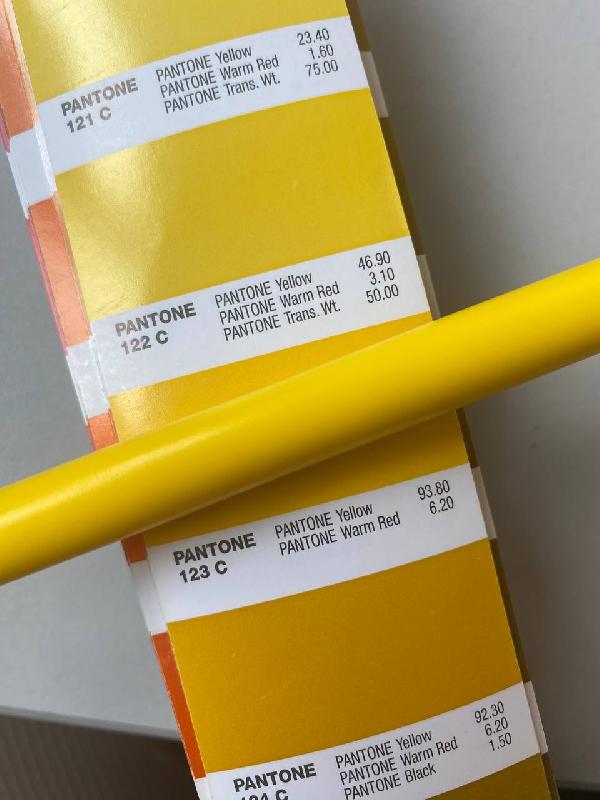 PANTONE
121 C
PANTONE Yellow 23.40
PANTONE Warm Red 1.60
PANTONE Trans. Wt. 75.00
PANTONE
122 C
PANTONE Yellow 46.90
PANTONE Warm Red 3.10
PANTONE Trans. Wt. 50.00
PANTONE
123 C
PANTONE Yellow 93.80
PANTONE Warm Red 6.20
PANTONE
124 C
PANTONE Yellow 92.30
PANTONE Warm Red 6.20
PANTONE Black 1.50